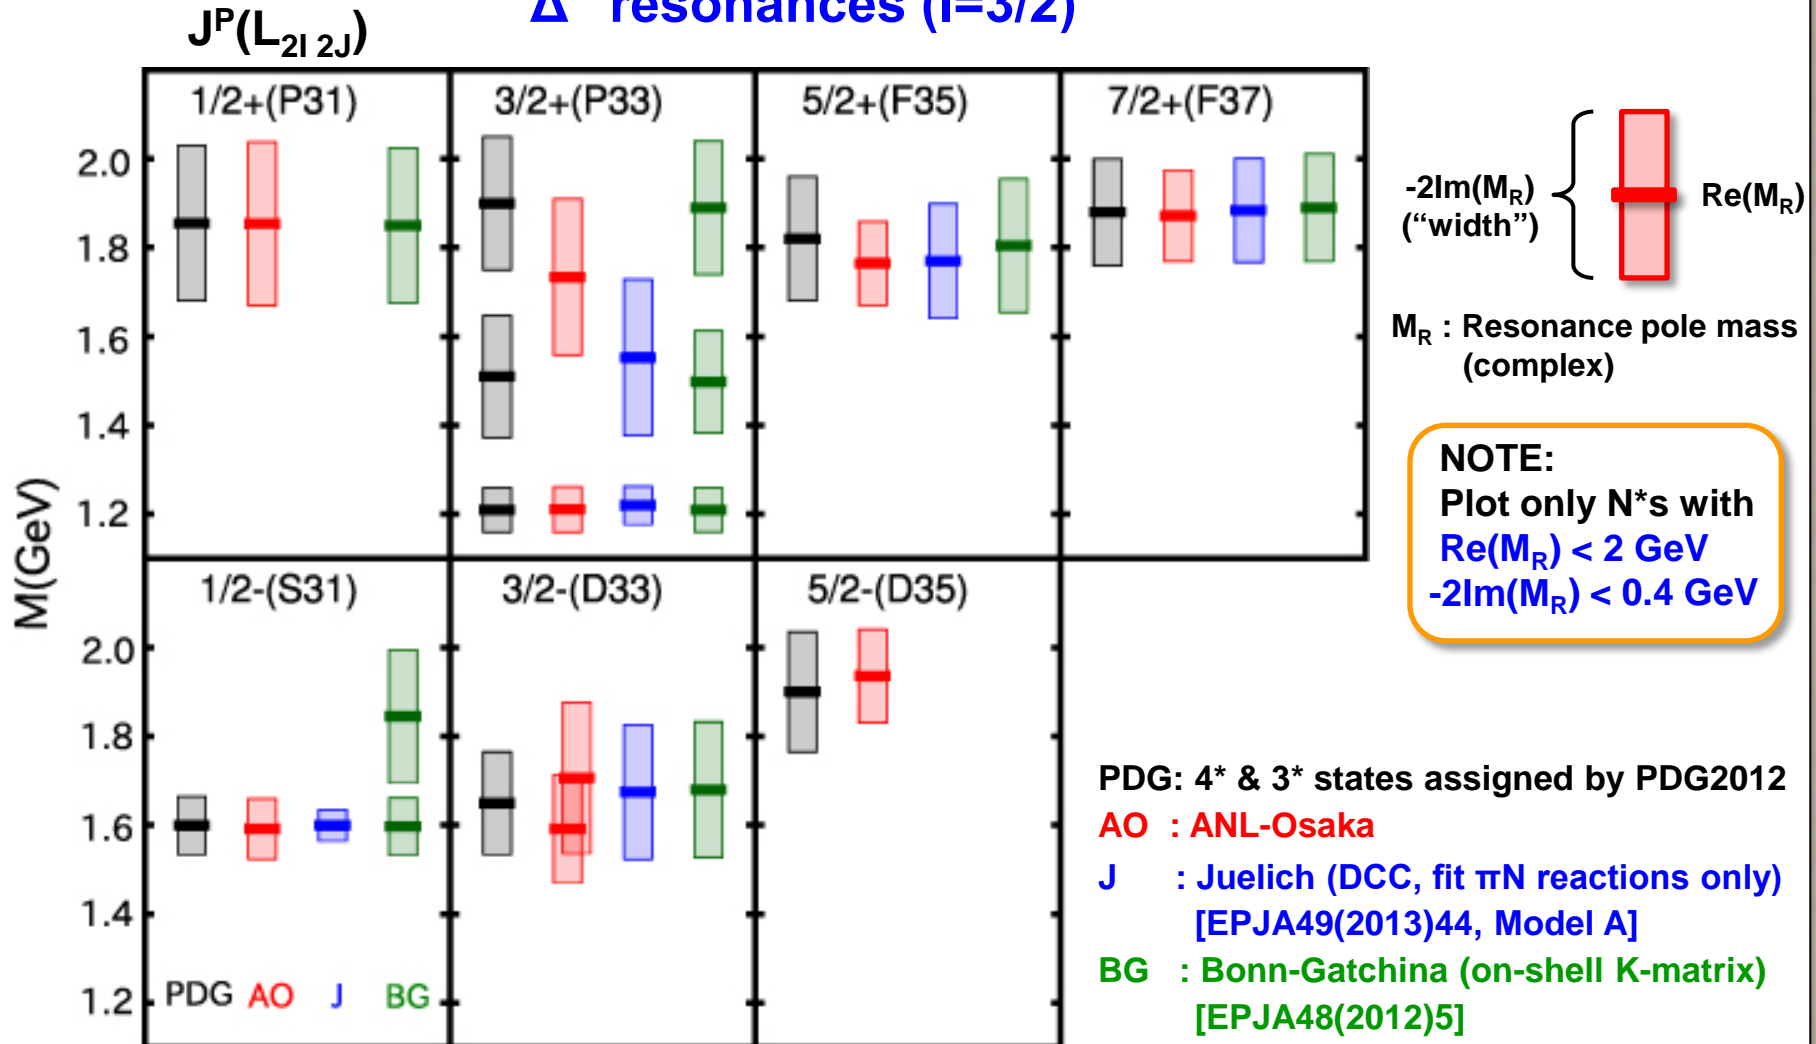 Δ resonances (I=3/2)
J^P(L_{2I 2J})
1/2+(P31)
3/2+(P33)
5/2+(F35)
7/2+(F37)
2.0
1.8
1.6
1.4
1.2
M(GeV)
1/2-(S31)
3/2-(D33)
5/2-(D35)
2.0
1.8
1.6
1.4
1.2
PDG AO J BG
-2Im(M_R)
(“width”)
Re(M_R)
M_R : Resonance pole mass
(complex)
NOTE:
Plot only N*s with
Re(M_R) < 2 GeV
-2Im(M_R) < 0.4 GeV
PDG: 4* & 3* states assigned by PDG2012
AO : ANL-Osaka
J : Juelich (DCC, fit πN reactions only)
[EPJA49(2013)44, Model A]
BG : Bonn-Gatchina (on-shell K-matrix)
[EPJA48(2012)5]